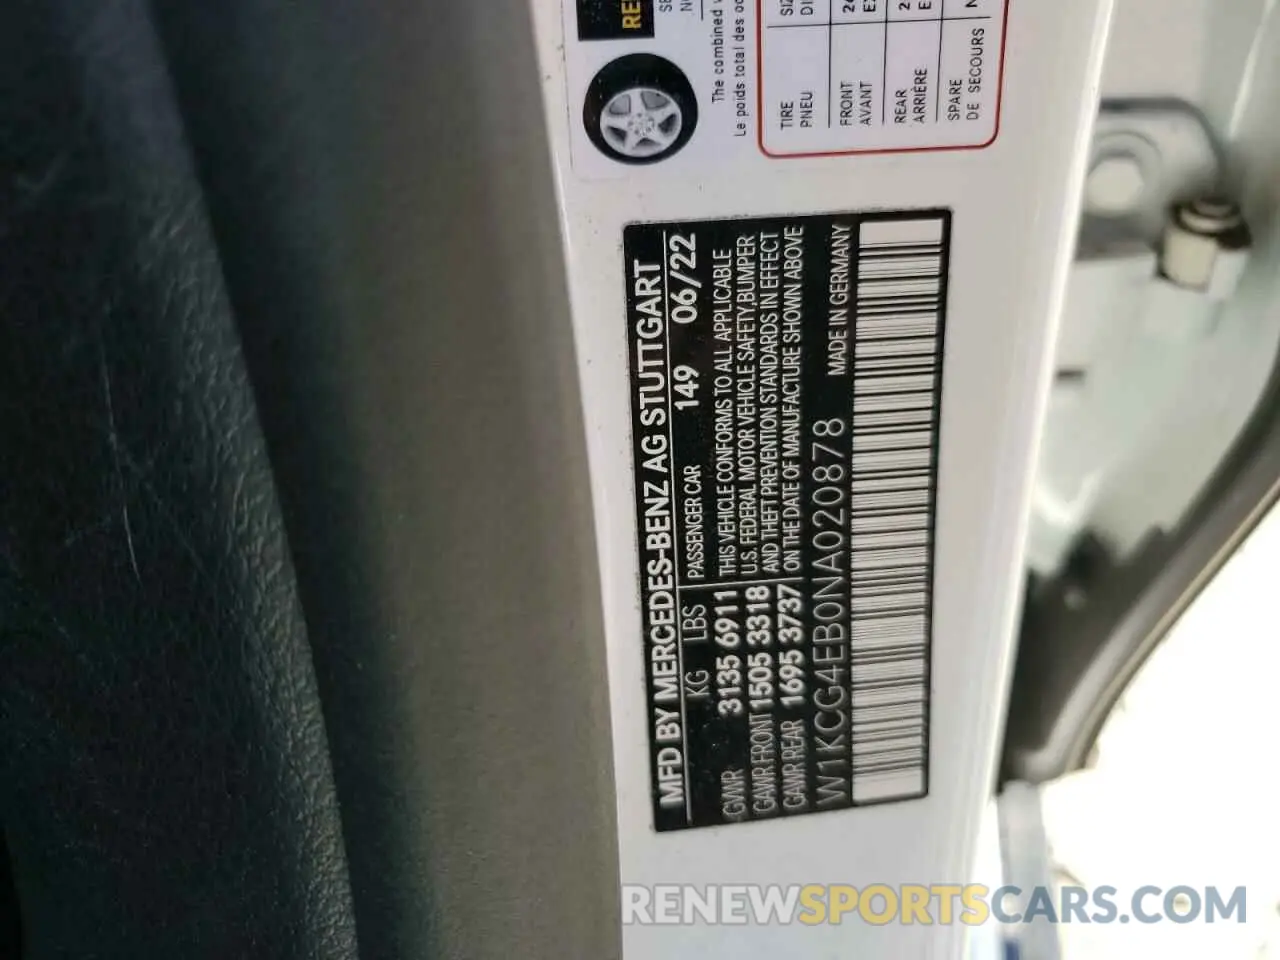 The combined
Le poids total des
TIRE
PNEU
FRONT
AVANT
REAR
ARRIÈRE
SPARE
DE SECOURS
MFD BY MERCEDES-BENZ AG STUTTGART
KG LBS PASSENGER CAR 149 06/22
GWWR 3135 6911
GAWR FRONT 1505 3318
GAWR REAR 1695 3737
THIS VEHICLE CONFORMS TO ALL APPLICABLE
U.S. FEDERAL MOTOR VEHICLE SAFETY,BUMPER
AND THEFT PREVENTION STANDARDS IN EFFECT
ON THE DATE OF MANUFACTURE SHOWN ABOVE
W1KCG4EB0NA020878 MADE IN GERMANY
RENEWSPORTSCARS.COM